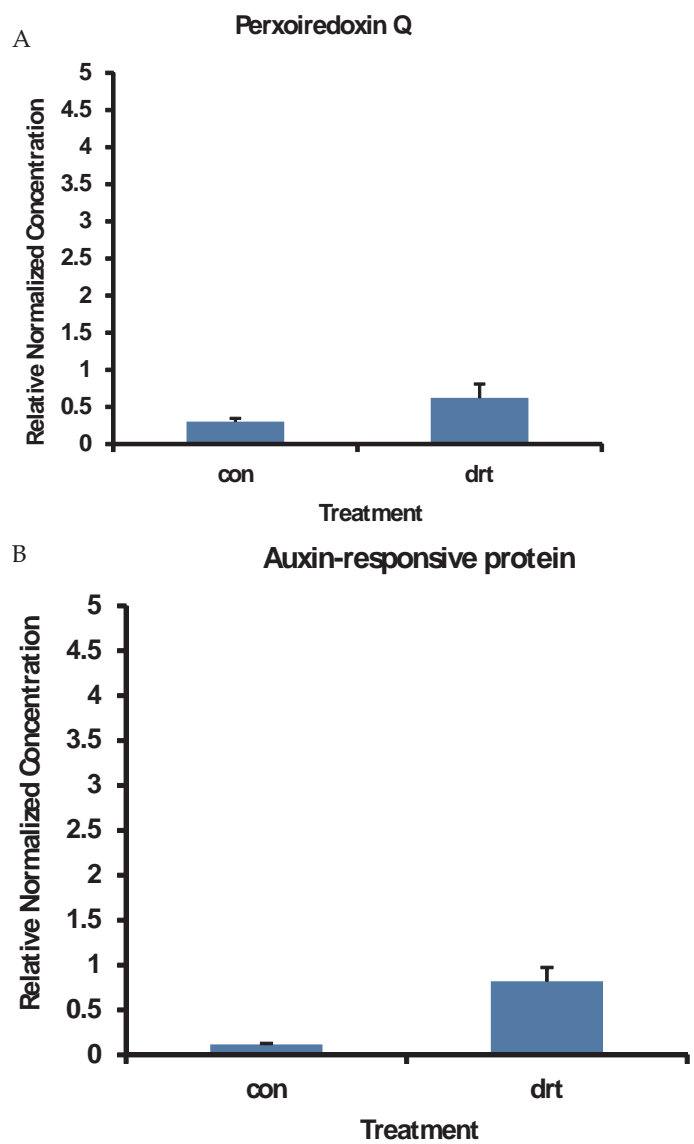 A
Perxoiredoxin Q
Relative Normalized Concentration
5
4.5
4
3.5
3
2.5
2
1.5
1
0.5
0
con drt
Treatment
B
Auxin-responsive protein
Relative Normalized Concentration
5
4.5
4
3.5
3
2.5
2
1.5
1
0.5
0
con drt
Treatment